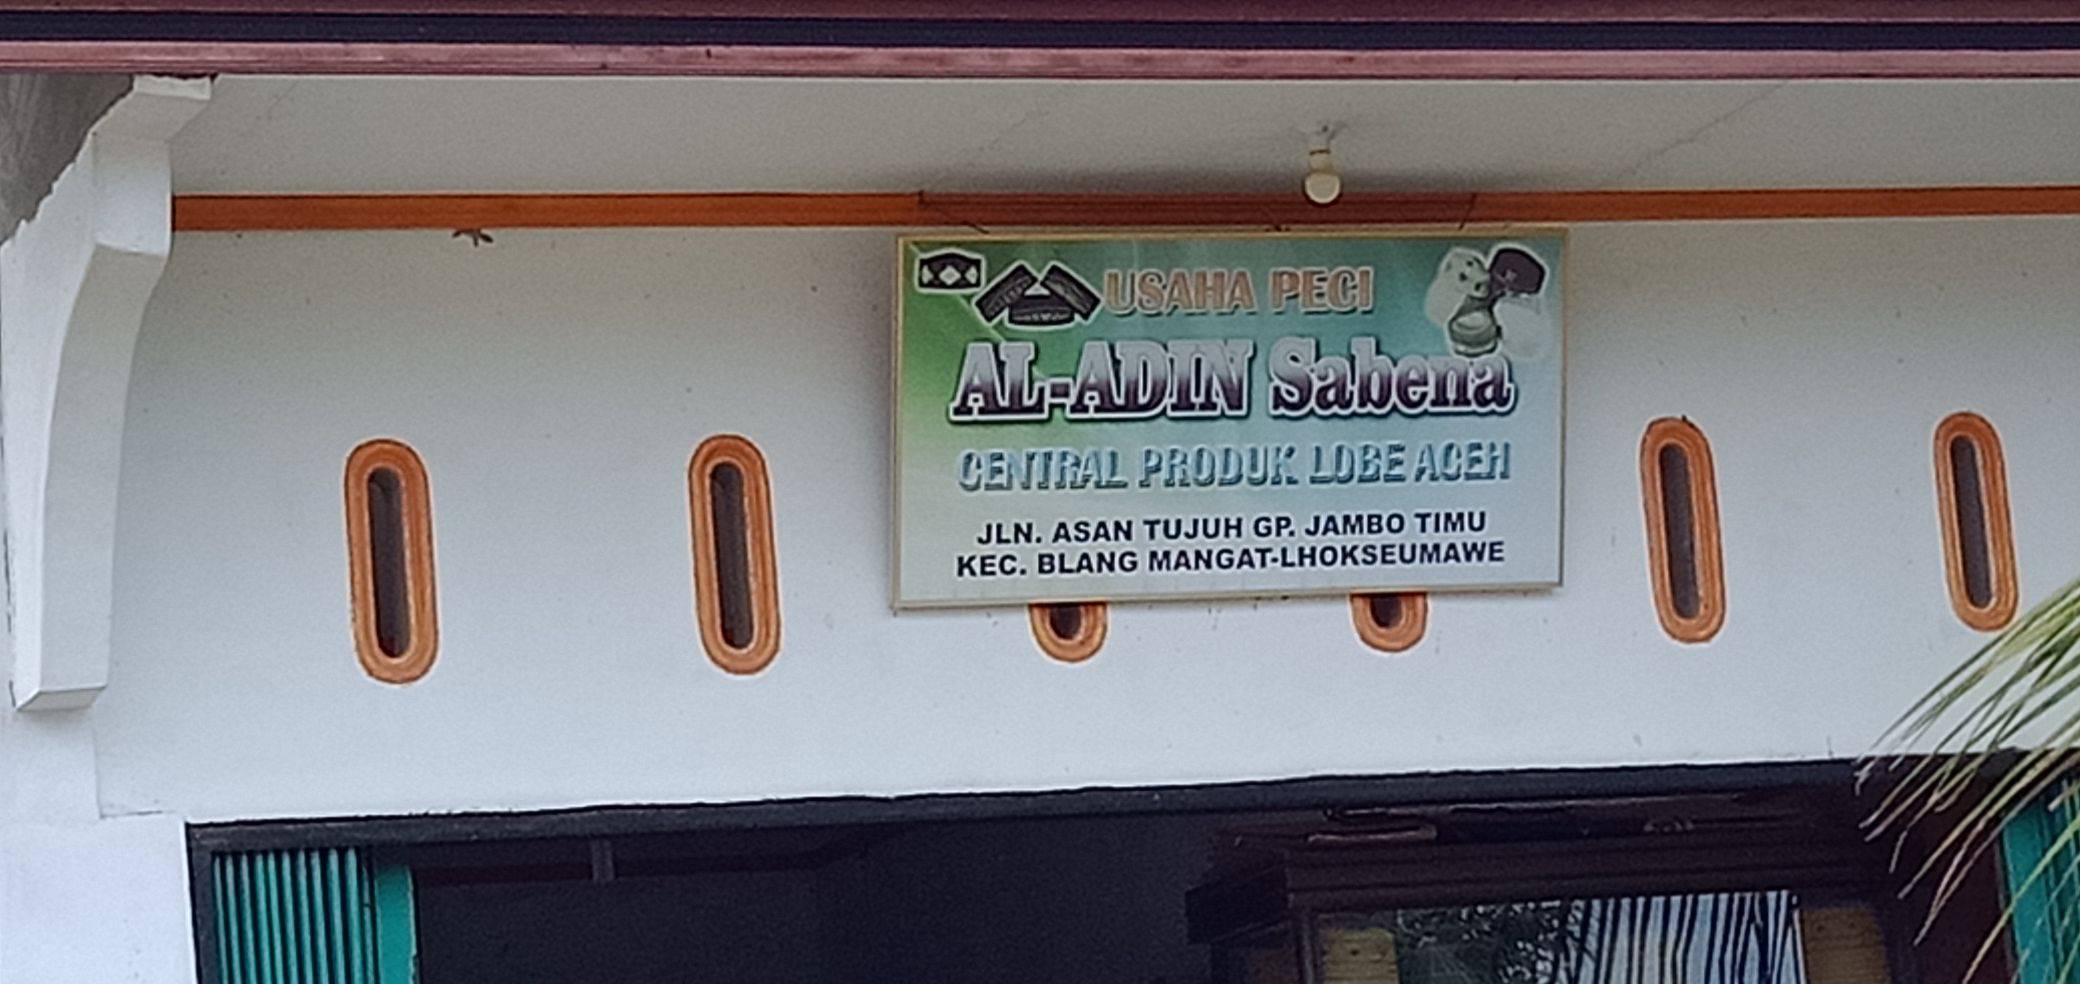 USAHA PECI
AL-ADIN Sabena
CENTRAL PRODUK LOBE ACEH
JLN. ASAN TUJUH GP. JAMBO TIMU
KEC. BLANG MANGAT-LHOKSEUMAWE